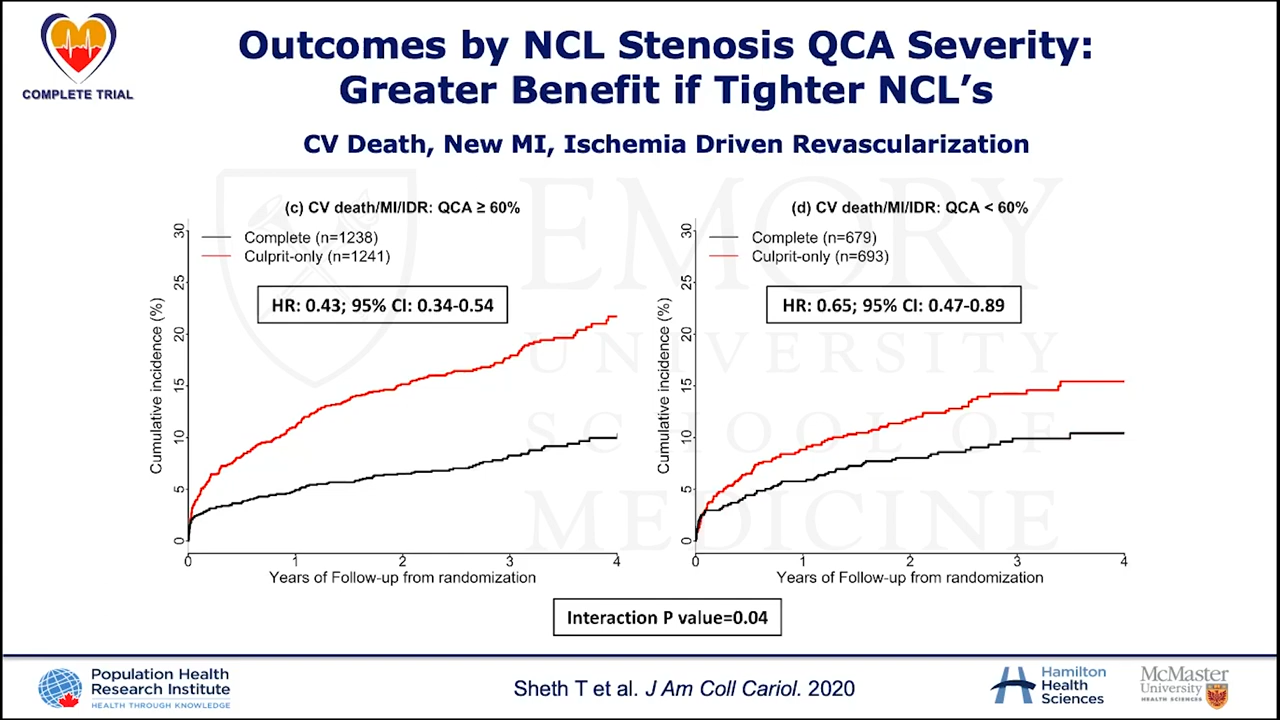 COMPLETE TRIAL
Outcomes by NCL Stenosis QCA Severity:
Greater Benefit if Tighter NCL's
CV Death, New MI, Ischemia Driven Revascularization
EMORY
UNIVERSITY
SCHOOL OF
MEDICINE
(c) CV death/MI/IDR: QCA ≥ 60%
Complete (n=1238)
Culprit-only (n=1241)
HR: 0.43; 95% CI: 0.34-0.54
Cumulative incidence (%)
30
25
20
15
10
5
0
0 1 2 3 4
Years of Follow-up from randomization
(d) CV death/MI/IDR: QCA < 60%
Complete (n=679)
Culprit-only (n=693)
HR: 0.65; 95% CI: 0.47-0.89
Cumulative incidence (%)
30
25
20
15
10
5
0
0 1 2 3 4
Years of Follow-up from randomization
Interaction P value=0.04
Population Health
Research Institute
HEALTH THROUGH KNOWLEDGE
Sheth T et al. J Am Coll Cariol. 2020
Hamilton
Health
Sciences
McMaster
University
HEALTH SCIENCES